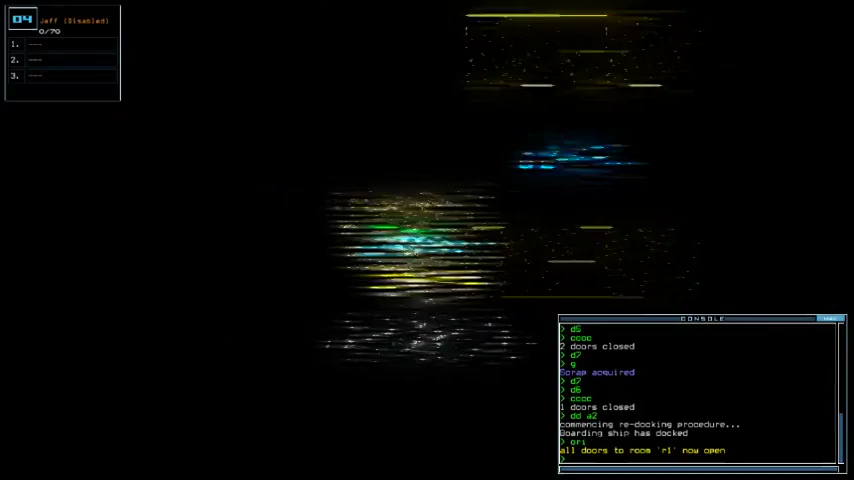 04 Jeff (Disabled)
0/70
1. ---
2. ---
3. ---
CONSOLE
> d5
> cccc
2 doors closed
> d7
> g
Scrap acquired
> d7
> d6
> cccc
1 doors closed
> dd a2
commencing re-docking procedure...
Boarding ship has docked
> ori
all doors to room 'r1' now open
>